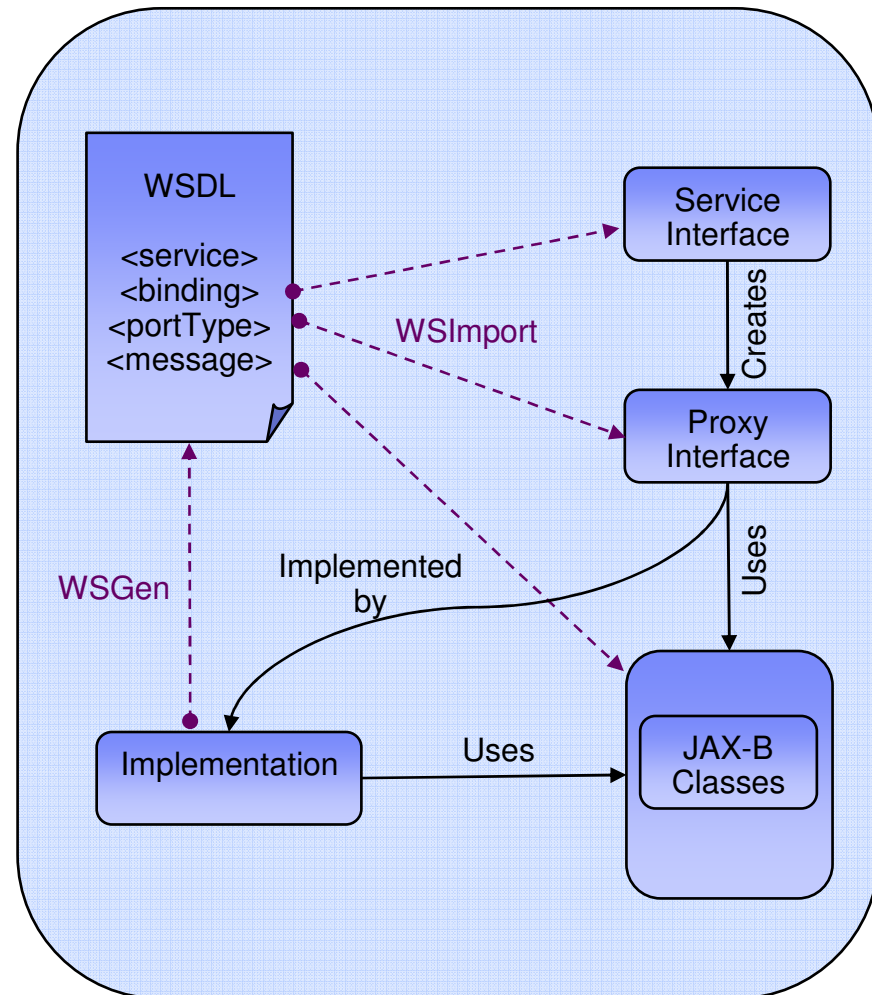 WSDL
<service>
<binding>
<portType>
<message>
Service
Interface
WSImport
Creates
Proxy
Interface
WSGen
Implemented
by
Uses
Implementation
Uses
JAX-B
Classes